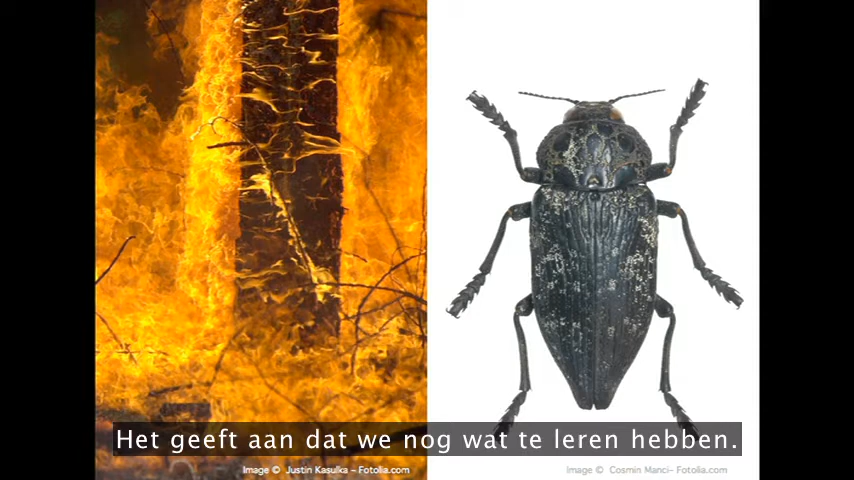 Het geeft aan dat we nog wat te leren hebben.
Image © Justin Kasulka – Fotolia.com
Image © Cosmin Manci– Fotolia.com